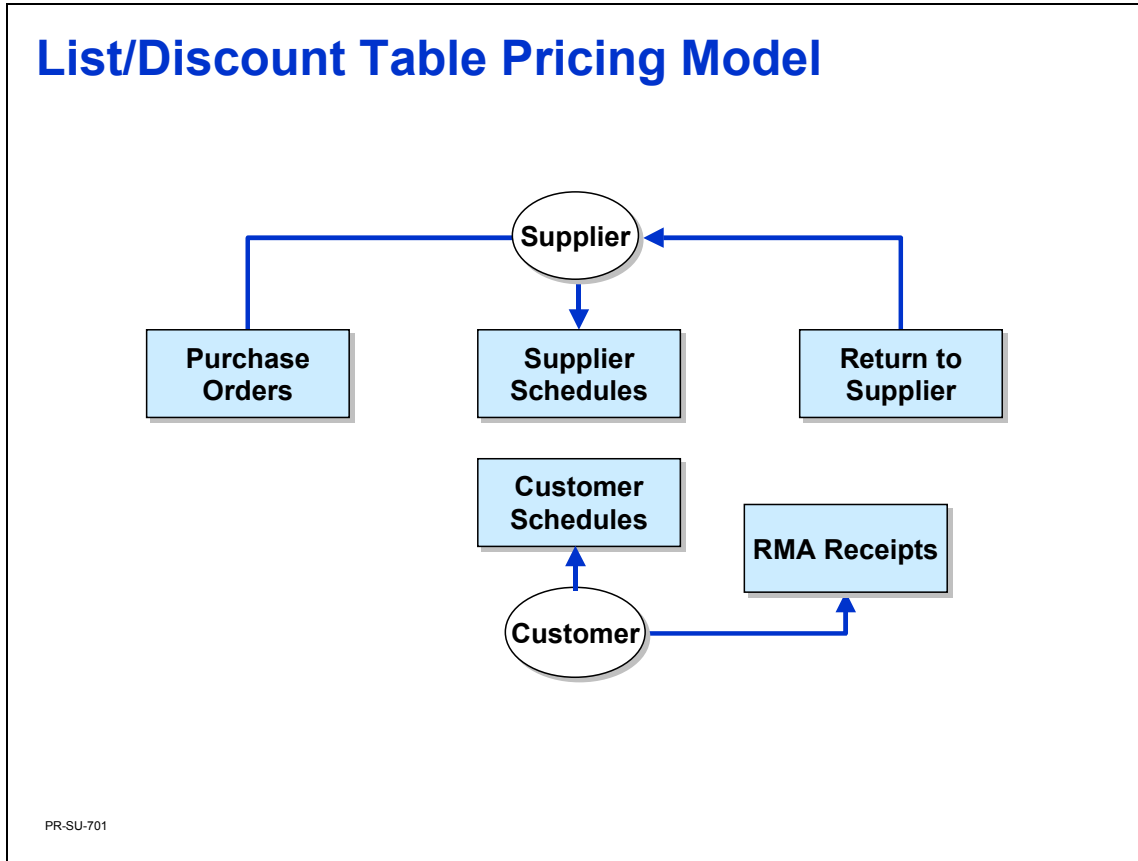 List/Discount Table Pricing Model
Supplier
Purchase
Orders
Supplier
Schedules
Return to
Supplier
Customer
Schedules
RMA Receipts
Customer
PR-SU-701